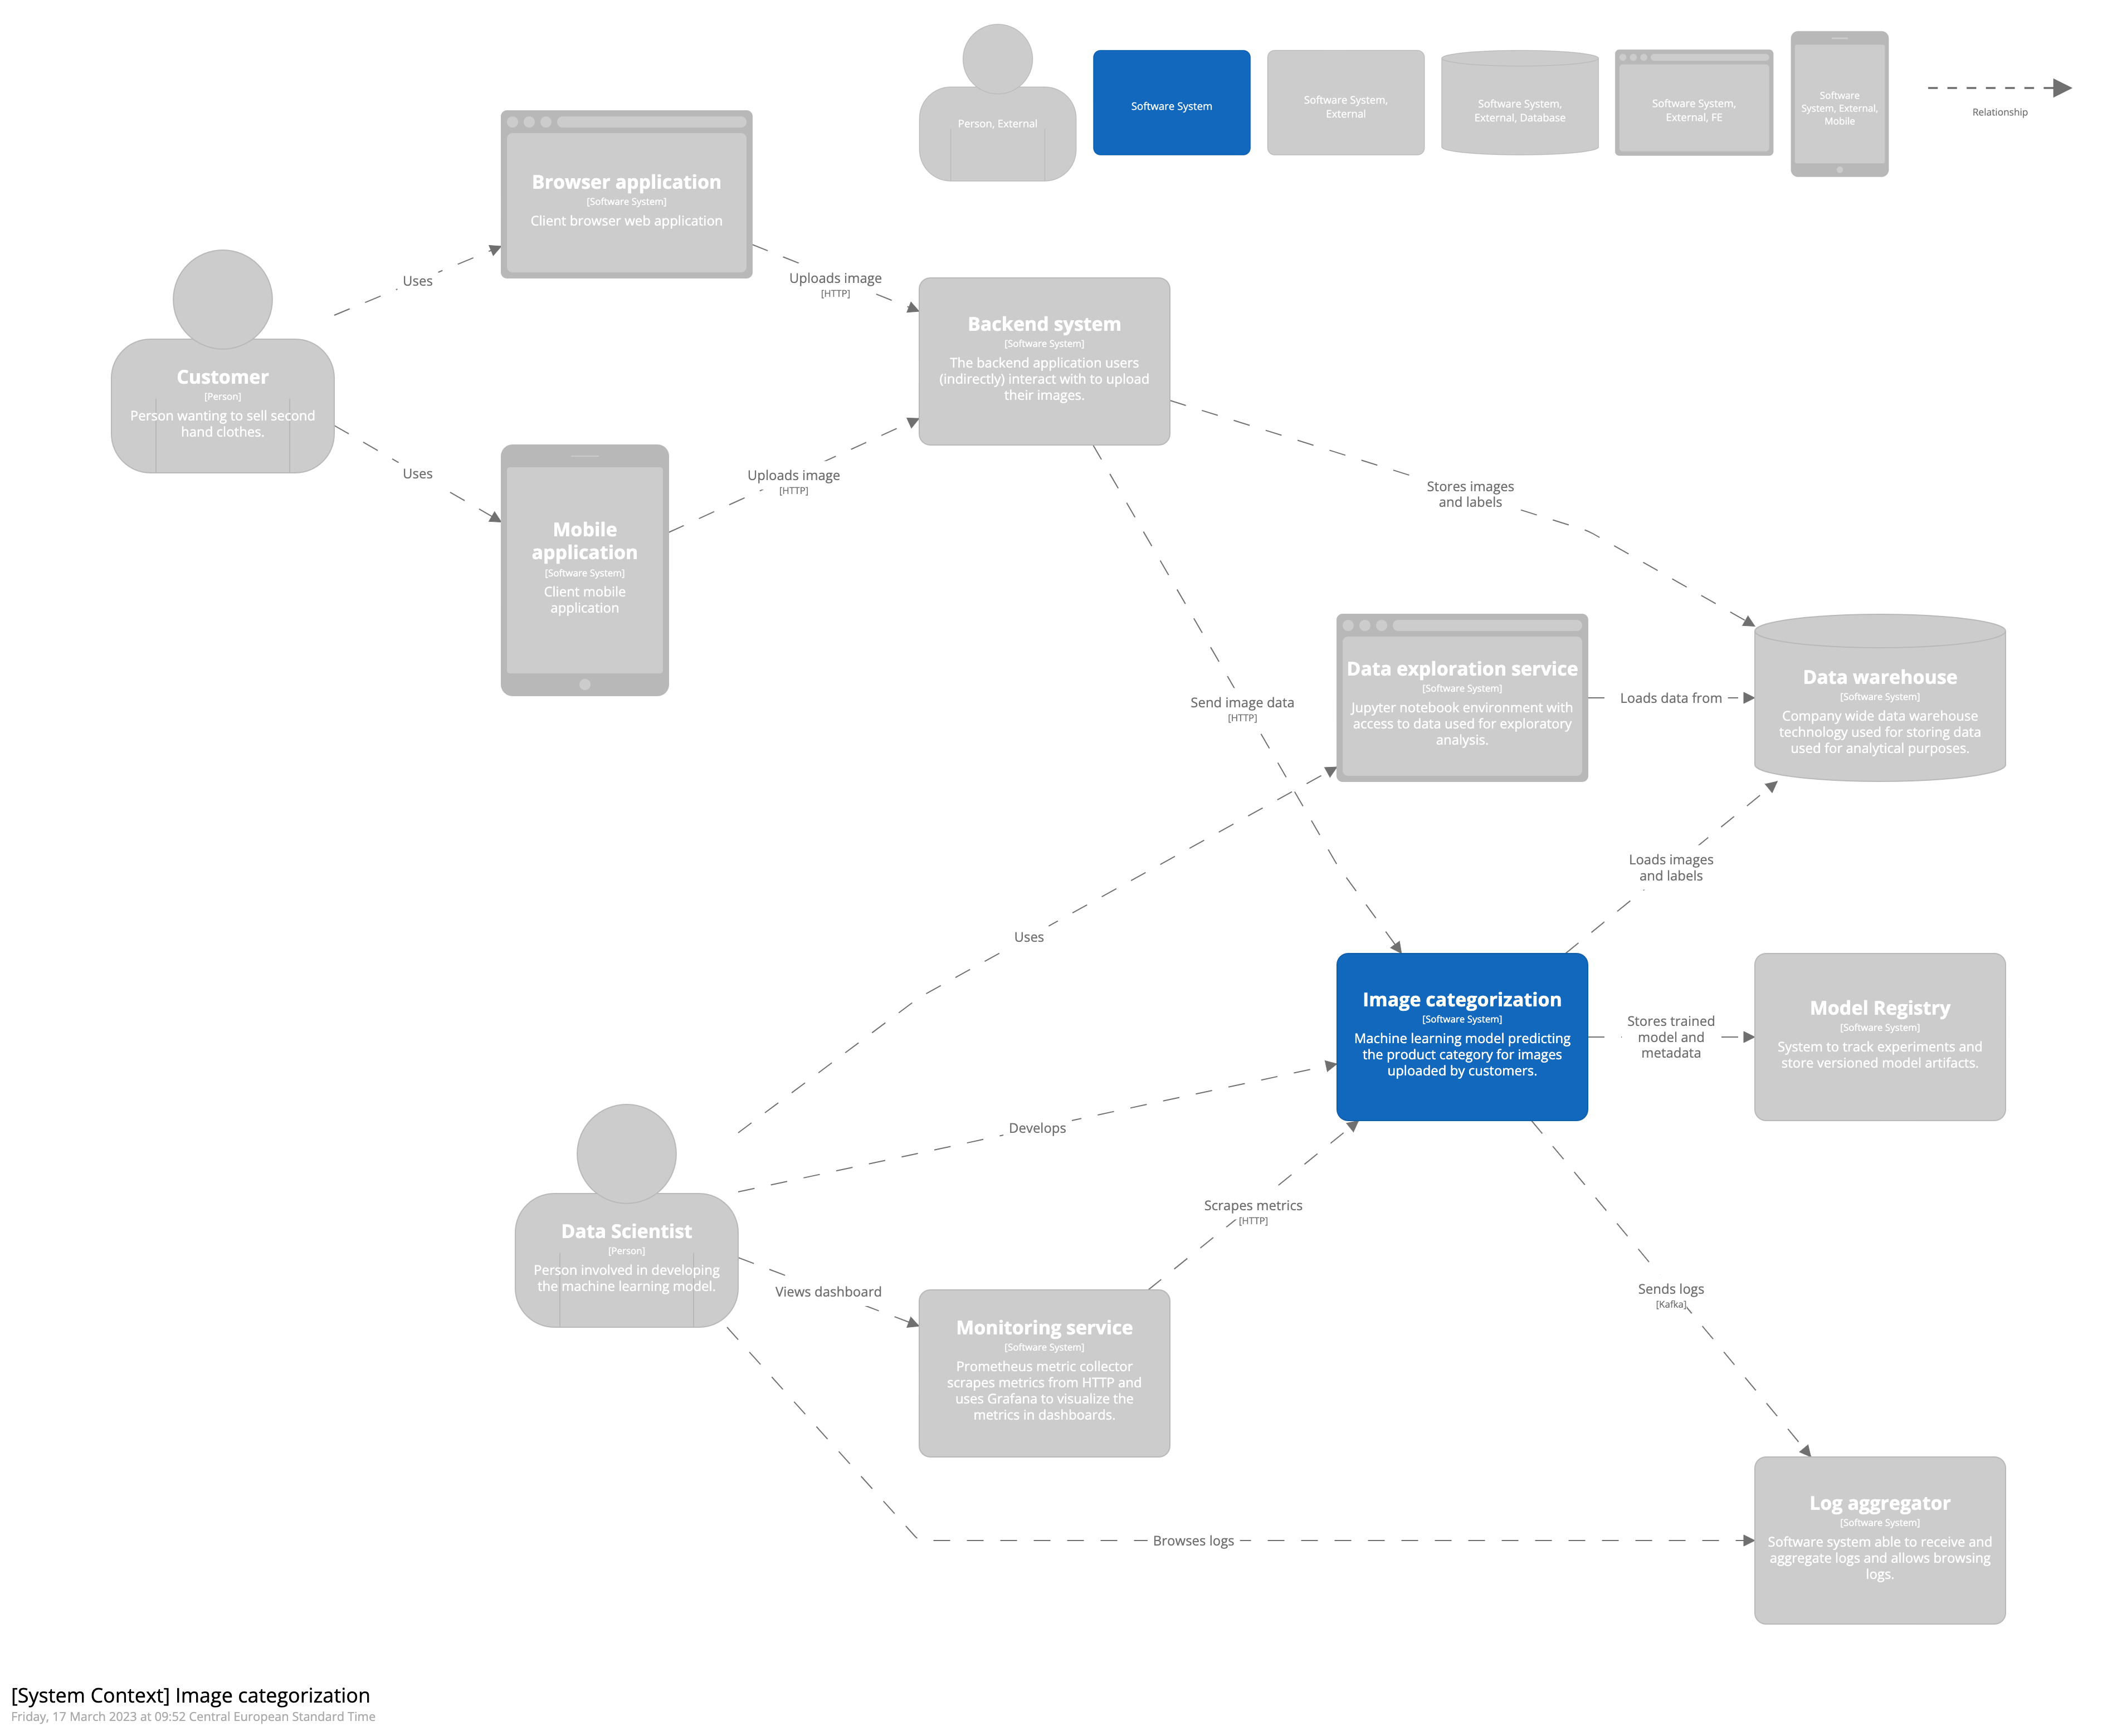 Person, External
Software System
Software System,
External
Software System,
External, Database
Software System,
External, FE
Software
System, External,
Mobile
Relationship
Browser application
[Software System]
Client browser web application
Uses
Uploads image
[HTTP]
Customer
[Person]
Person wanting to sell second
hand clothes.
Backend system
[Software System]
The backend application users
(indirectly) interact with to upload
their images.
Uses
Uploads image
[HTTP]
Mobile
application
[Software System]
Client mobile
application
Stores images
and labels
Send image data
[HTTP]
Data exploration service
[Software System]
Jupyter notebook environment with
access to data used for exploratory
analysis.
Loads data from
Data warehouse
[Software System]
Company wide data warehouse
technology used for storing data
used for analytical purposes.
Loads images
and labels
Uses
Image categorization
[Software System]
Machine learning model predicting
the product category for images
uploaded by customers.
Stores trained
model and
metadata
Model Registry
[Software System]
System to track experiments and
store versioned model artifacts.
Develops
Scrapes metrics
[HTTP]
Data Scientist
[Person]
Person involved in developing
the machine learning model.
Views dashboard
Monitoring service
[Software System]
Prometheus metric collector
scrapes metrics from HTTP and
uses Grafana to visualize the
metrics in dashboards.
Sends logs
[Kafka]
Browses logs
Log aggregator
[Software System]
Software system able to receive and
aggregate logs and allows browsing
logs.
[System Context] Image categorization
Friday, 17 March 2023 at 09:52 Central European Standard Time